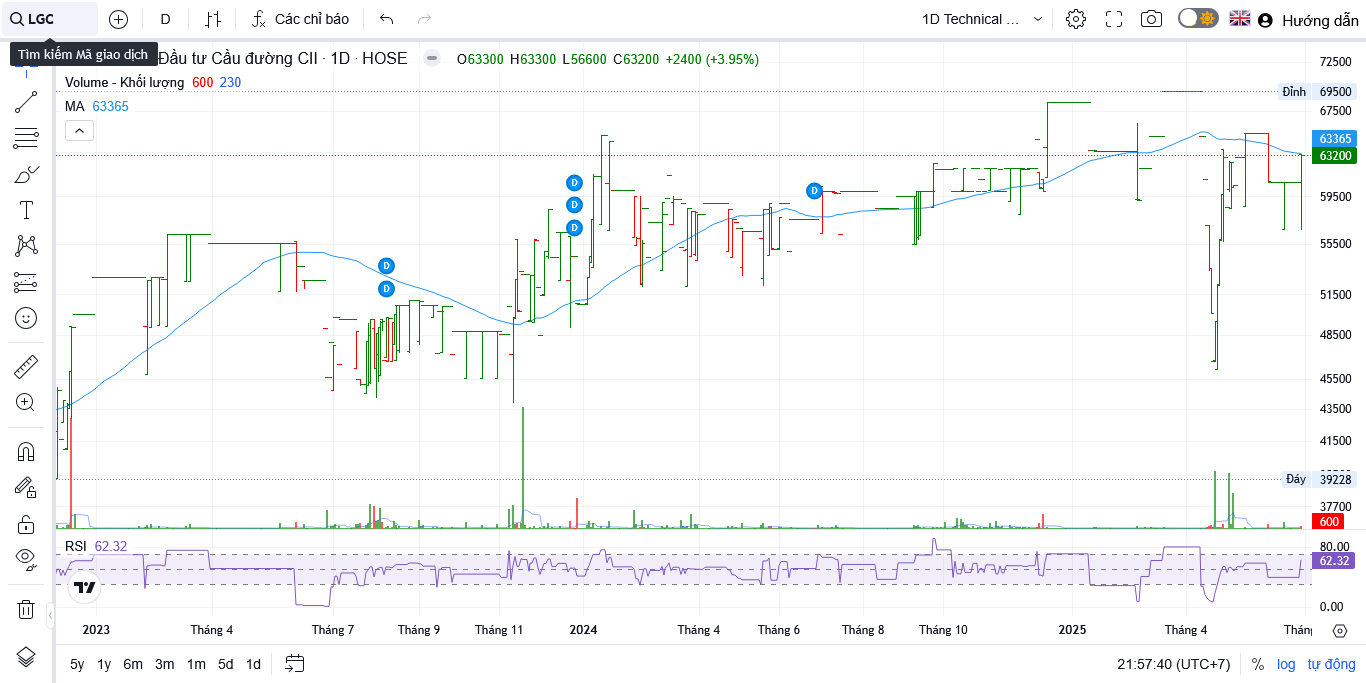 LGC
D
Các chỉ báo
1D Technical ...
Hướng dẫn
Tìm kiếm Mã giao dịch
Đầu tư Cầu đường CII · 1D · HOSE
O63300 H63300 L56600 C63200 +2400 (+3.95%)
Volume - Khối lượng 600 230
MA 63365
72500
Đỉnh 69500
67500
63365
63200
59500
55500
51500
48500
45500
43500
41500
Đáy 39228
37700
600
D
D
D
D
D
D
RSI 62.32
80.00
62.32
0.00
2023 Tháng 4 Tháng 7 Tháng 9 Tháng 11 2024 Tháng 4 Tháng 6 Tháng 8 Tháng 10 2025 Tháng 4 Tháng
5y 1y 6m 3m 1m 5d 1d
21:57:40 (UTC+7) % log tự động